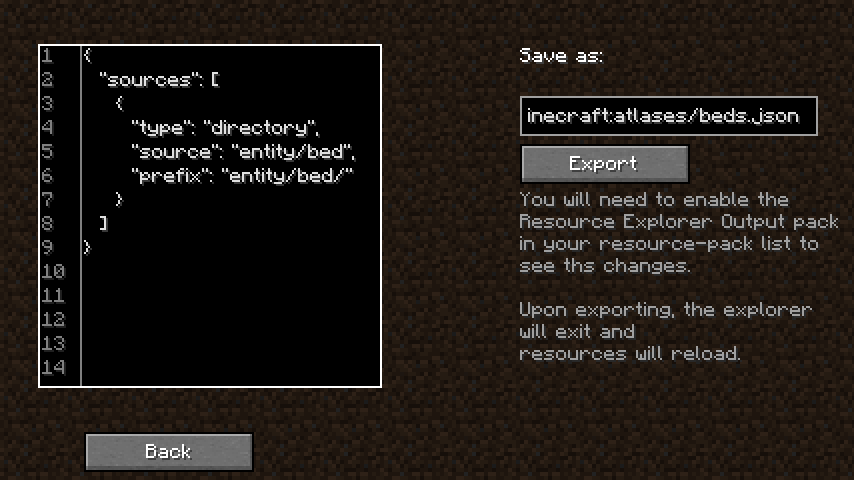 1 {
2   "sources": [
3     {
4       "type": "directory",
5       "source": "entity/bed",
6       "prefix": "entity/bed/"
7     }
8   ]
9 }
10
11
12
13
14
Back
Save as:
inecraft:atlases/beds.json
Export
You will need to enable the
Resource Explorer Output pack
in your resource-pack list to
see ths changes.
Upon exporting, the explorer
will exit and
resources will reload.